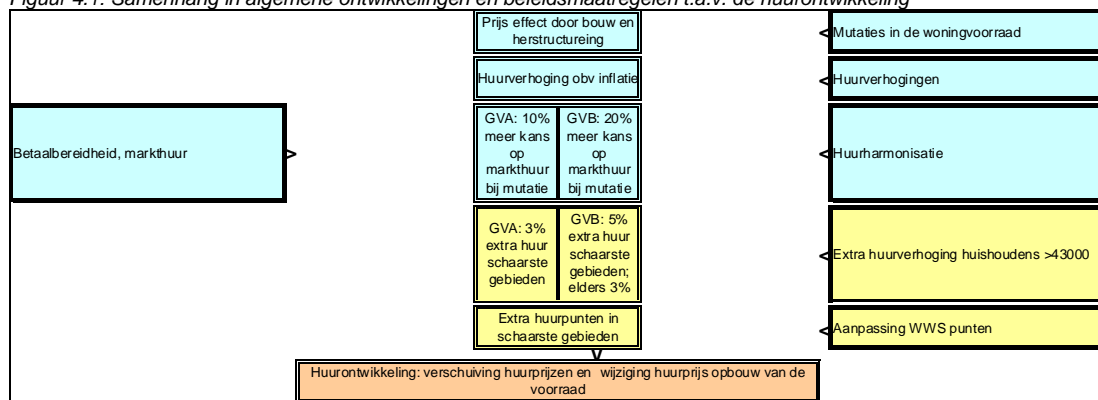 Figuur 4.1: Samenhang in algemene ontwikkelingen en beleidsmaatregelen t.a.v. de huurontwikkeling
Prijs effect door bouw en
herstructureing
<Mutaties in de woningvoorraad
Huurverhoging obv inflatie
<Huurverhogingen
Betaalbereidheid, markthuur
>
GVA: 10%
meer kans
op
markthuur
bij mutatie
GVB: 20%
meer kans
op
markthuur
bij mutatie
<Huurharmonisatie
GVA: 3%
extra huur
schaarste
gebieden
GVB: 5%
extra huur
schaarste
gebieden;
elders 3%
<Extra huurverhoging huishoudens >43000
Extra huurpunten in
schaarste gebieden
<Aanpassing WWS punten
V
Huurontwikkeling: verschuiving huurprijzen en wijziging huurprijs opbouw van de
voorraad